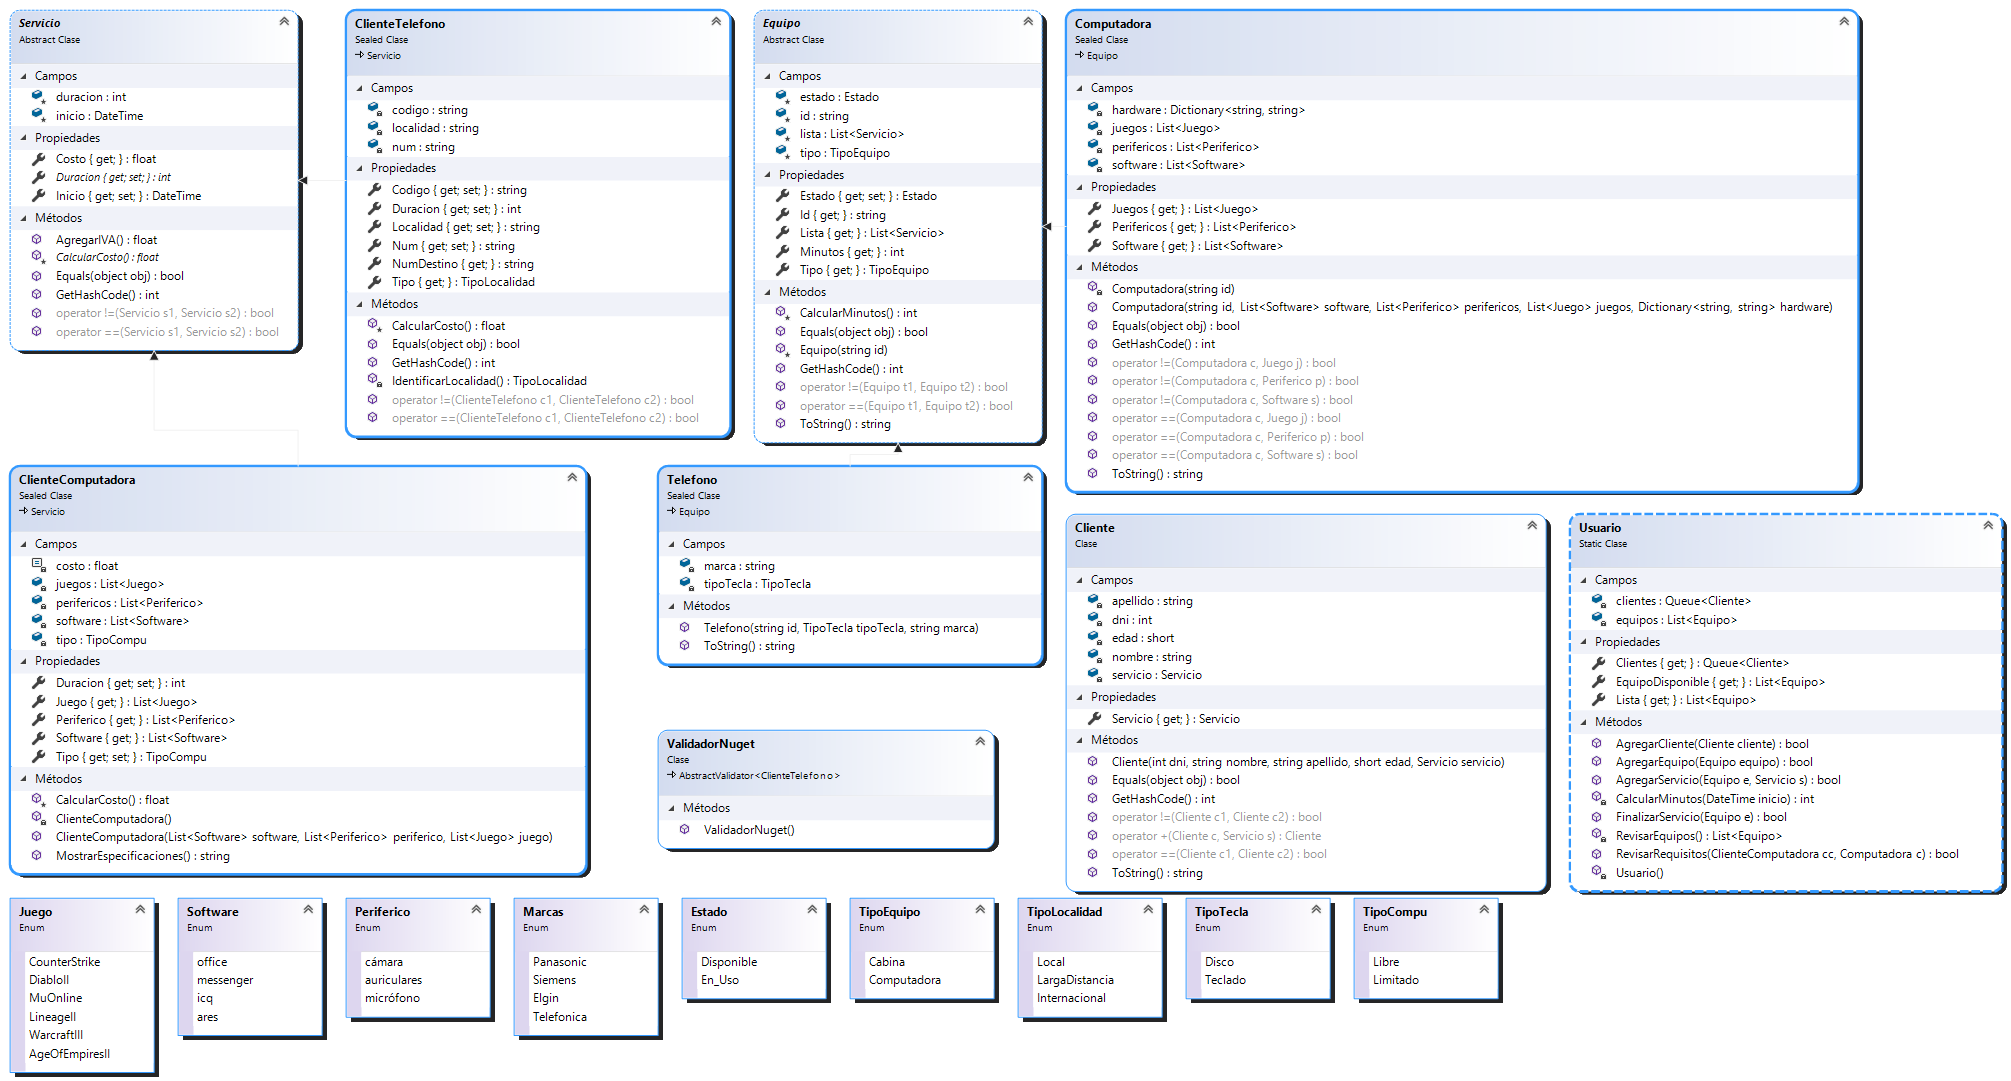 Servicio
Abstract Clase
Campos
duracion : int
inicio : DateTime
Propiedades
Costo { get; } : float
Duracion { get; set; } : int
Inicio { get; set; } : DateTime
Métodos
AgregarIVA() : float
CalcularCosto() : float
Equals(object obj) : bool
GetHashCode() : int
operator !=(Servicio s1, Servicio s2) : bool
operator ==(Servicio s1, Servicio s2) : bool
ClienteTelefono
Sealed Clase
Servicio
Campos
codigo : string
localidad : string
num : string
Propiedades
Codigo { get; set; } : string
Duracion { get; set; } : int
Localidad { get; set; } : string
Num { get; set; } : string
NumDestino { get; } : string
Tipo { get; } : TipoLocalidad
Métodos
CalcularCosto() : float
Equals(object obj) : bool
GetHashCode() : int
IdentificarLocalidad() : TipoLocalidad
operator !=(ClienteTelefono c1, ClienteTelefono c2) : bool
operator ==(ClienteTelefono c1, ClienteTelefono c2) : bool
Equipo
Abstract Clase
Campos
estado : Estado
id : string
lista : List<Servicio>
tipo : TipoEquipo
Propiedades
Estado { get; set; } : Estado
Id { get; } : string
Lista { get; } : List<Servicio>
Minutos { get; } : int
Tipo { get; } : TipoEquipo
Métodos
CalcularMinutos() : int
Equals(object obj) : bool
Equipo(string id)
GetHashCode() : int
operator !=(Equipo t1, Equipo t2) : bool
operator ==(Equipo t1, Equipo t2) : bool
ToString() : string
Computadora
Sealed Clase
Equipo
Campos
hardware : Dictionary<string, string>
juegos : List<Juego>
perifericos : List<Periferico>
software : List<Software>
Propiedades
Juegos { get; } : List<Juego>
Perifericos { get; } : List<Periferico>
Software { get; } : List<Software>
Métodos
Computadora(string id)
Computadora(string id, List<Software> software, List<Periferico> perifericos, List<Juego> juegos, Dictionary<string, string> hardware)
Equals(object obj) : bool
GetHashCode() : int
operator !=(Computadora c, Juego j) : bool
operator !=(Computadora c, Periferico p) : bool
operator !=(Computadora c, Software s) : bool
operator ==(Computadora c, Juego j) : bool
operator ==(Computadora c, Periferico p) : bool
operator ==(Computadora c, Software s) : bool
ToString() : string
ClienteComputadora
Sealed Clase
Servicio
Campos
costo : float
juegos : List<Juego>
perifericos : List<Periferico>
software : List<Software>
tipo : TipoCompu
Propiedades
Duracion { get; set; } : int
Juego { get; } : List<Juego>
Periferico { get; } : List<Periferico>
Software { get; } : List<Software>
Tipo { get; set; } : TipoCompu
Métodos
CalcularCosto() : float
ClienteComputadora()
ClienteComputadora(List<Software> software, List<Periferico> periferico, List<Juego> juego)
MostrarEspecificaciones() : string
Telefono
Sealed Clase
Equipo
Campos
marca : string
tipoTecla : TipoTecla
Métodos
Telefono(string id, TipoTecla tipoTecla, string marca)
ToString() : string
ValidadorNuget
Clase
AbstractValidator<ClienteTelefono>
Métodos
ValidadorNuget()
Cliente
Clase
Campos
apellido : string
dni : int
edad : short
nombre : string
servicio : Servicio
Propiedades
Servicio { get; } : Servicio
Métodos
Cliente(int dni, string nombre, string apellido, short edad, Servicio servicio)
Equals(object obj) : bool
GetHashCode() : int
operator !=(Cliente c1, Cliente c2) : bool
operator +(Cliente c, Servicio s) : Cliente
operator ==(Cliente c1, Cliente c2) : bool
ToString() : string
Usuario
Static Clase
Campos
clientes : Queue<Cliente>
equipos : List<Equipo>
Propiedades
Clientes { get; } : Queue<Cliente>
EquipoDisponible { get; } : List<Equipo>
Lista { get; } : List<Equipo>
Métodos
AgregarCliente(Cliente cliente) : bool
AgregarEquipo(Equipo equipo) : bool
AgregarServicio(Equipo e, Servicio s) : bool
CalcularMinutos(DateTime inicio) : int
FinalizarServicio(Equipo e) : bool
RevisarEquipos() : List<Equipo>
RevisarRequisitos(ClienteComputadora cc, Computadora c) : bool
Usuario()
Juego
Enum
CounterStrike
DiabloII
MuOnline
LineageII
WarcraftIII
AgeOfEmpiresII
Software
Enum
office
messenger
icq
ares
Periferico
Enum
cámara
auriculares
micrófono
Marcas
Enum
Panasonic
Siemens
Elgin
Telefonica
Estado
Enum
Disponible
En_Uso
TipoEquipo
Enum
Cabina
Computadora
TipoLocalidad
Enum
Local
LargaDistancia
Internacional
TipoTecla
Enum
Disco
Teclado
TipoCompu
Enum
Libre
Limitado